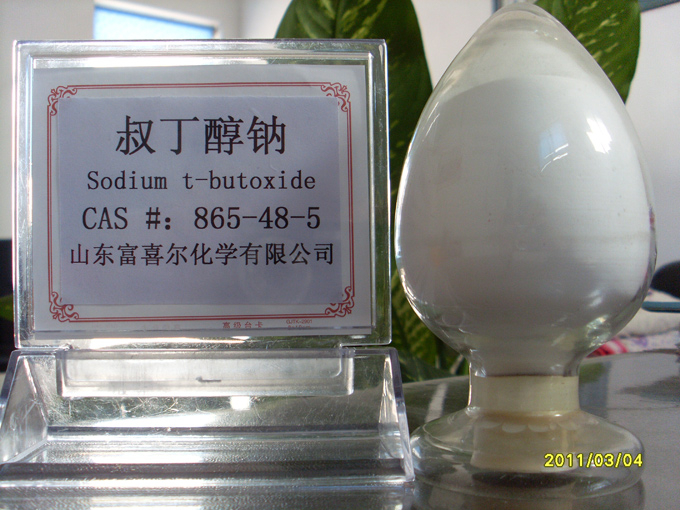 叔丁醇钠
Sodium t-butoxide
CAS #: 865-48-5
山东富喜尔化学有限公司
2011/03/04